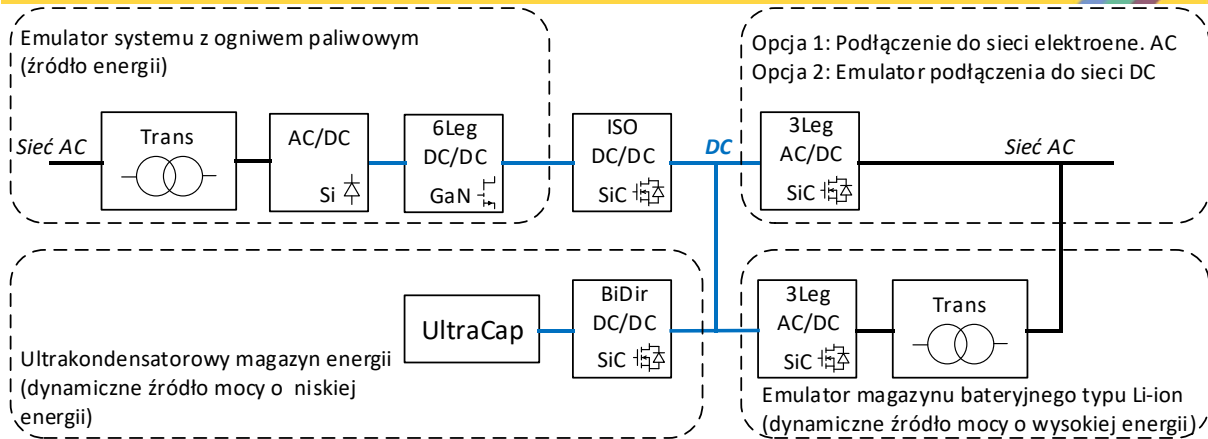 Emulator systemu z ogniwem paliwowym
(źródło energii)
Opcja 1: Podłączenie do sieci elektroene. AC
Opcja 2: Emulator podłączenia do sieci DC
Sieć AC
Trans
AC/DC
Si
6Leg
DC/DC
GaN
ISO
DC/DC
SiC
DC
3Leg
AC/DC
SiC
Sieć AC
Ultrakondensatorowy magazyn energii
(dynamiczne źródło mocy o niskiej
energii)
UltraCap
BiDir
DC/DC
SiC
3Leg
AC/DC
SiC
Trans
Emulator magazynu bateryjnego typu Li-ion
(dynamiczne źródło mocy o wysokiej energii)